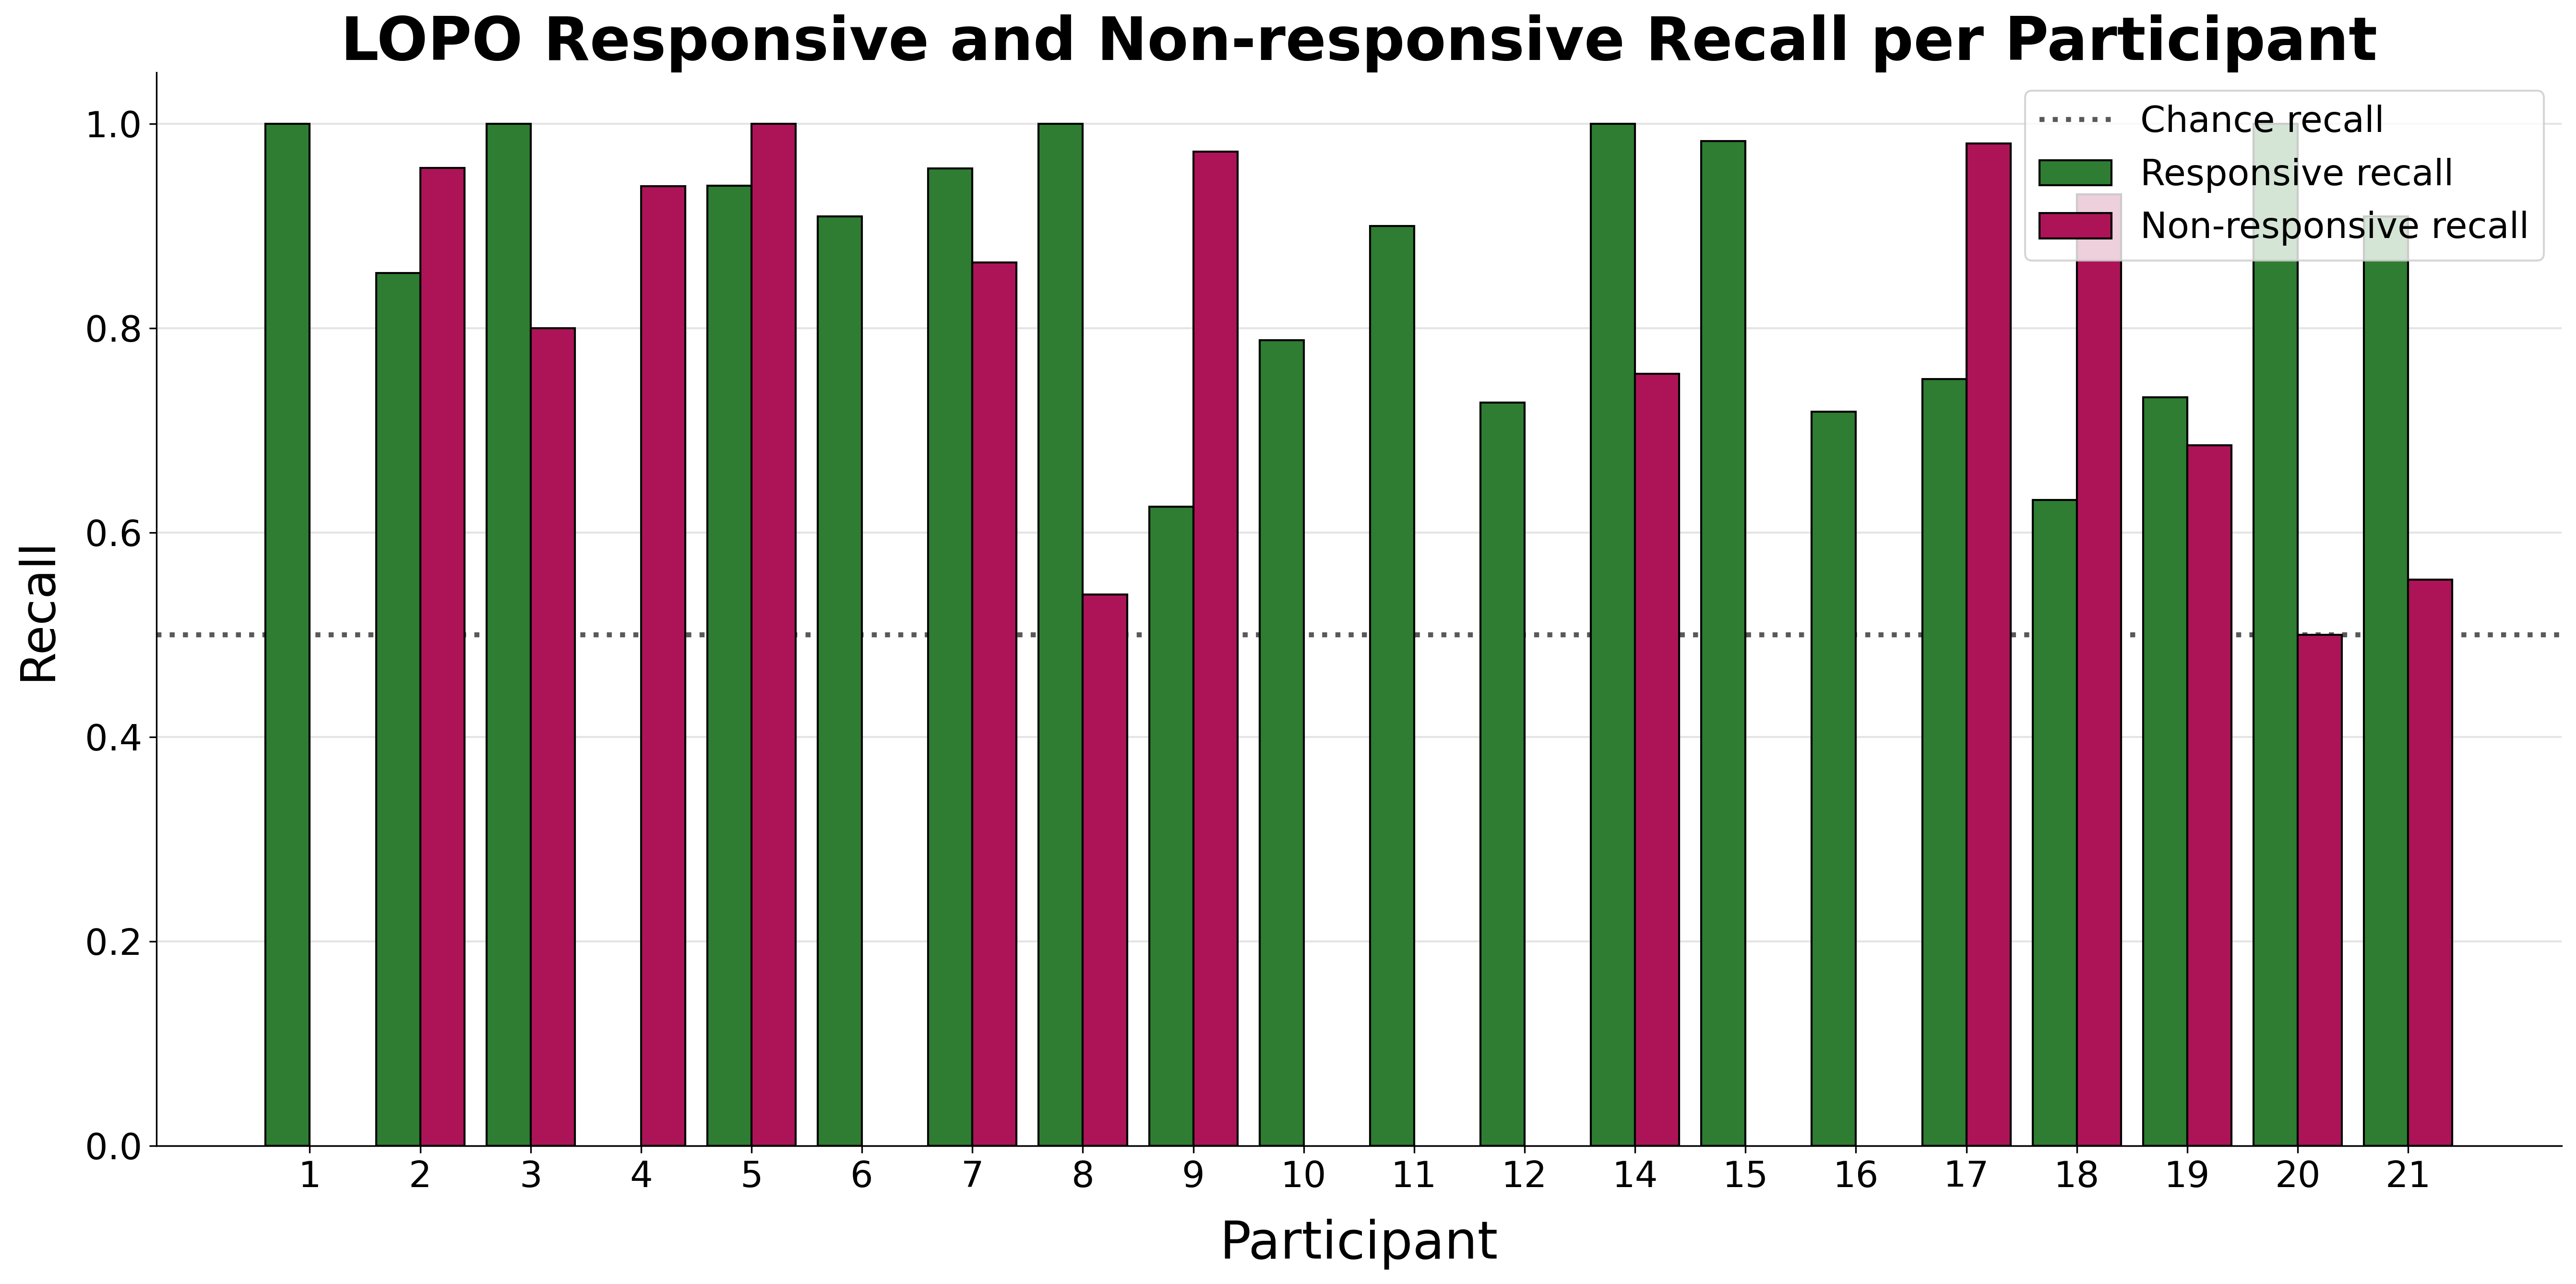 LOPO Responsive and Non-responsive Recall per Participant
Chance recall
Responsive recall
Non-responsive recall
1.0
0.8
0.6
0.4
0.2
0.0
Recall
1 2 3 4 5 6 7 8 9 10 11 12 14 15 16 17 18 19 20 21
Participant